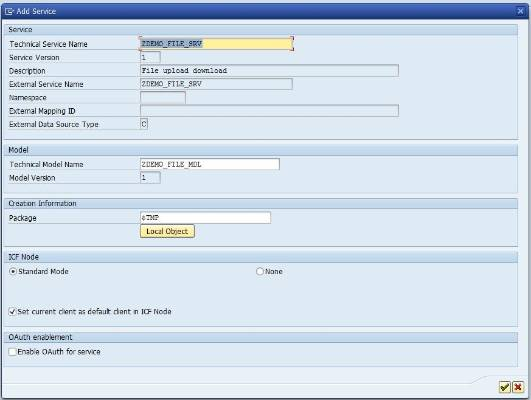 Add Service
Service
Technical Service Name ZDEMO_FILE_SRV
Service Version 1
Description File upload download
External Service Name ZDEMO_FILE_SRV
Namespace
External Mapping ID
External Data Source Type C
Model
Technical Model Name ZDEMO_FILE_MDL
Model Version 1
Creation Information
Package $TMP
Local Object
ICF Node
Standard Mode None
Set current client as default client in ICF Node
OAuth enablement
Enable OAuth for service